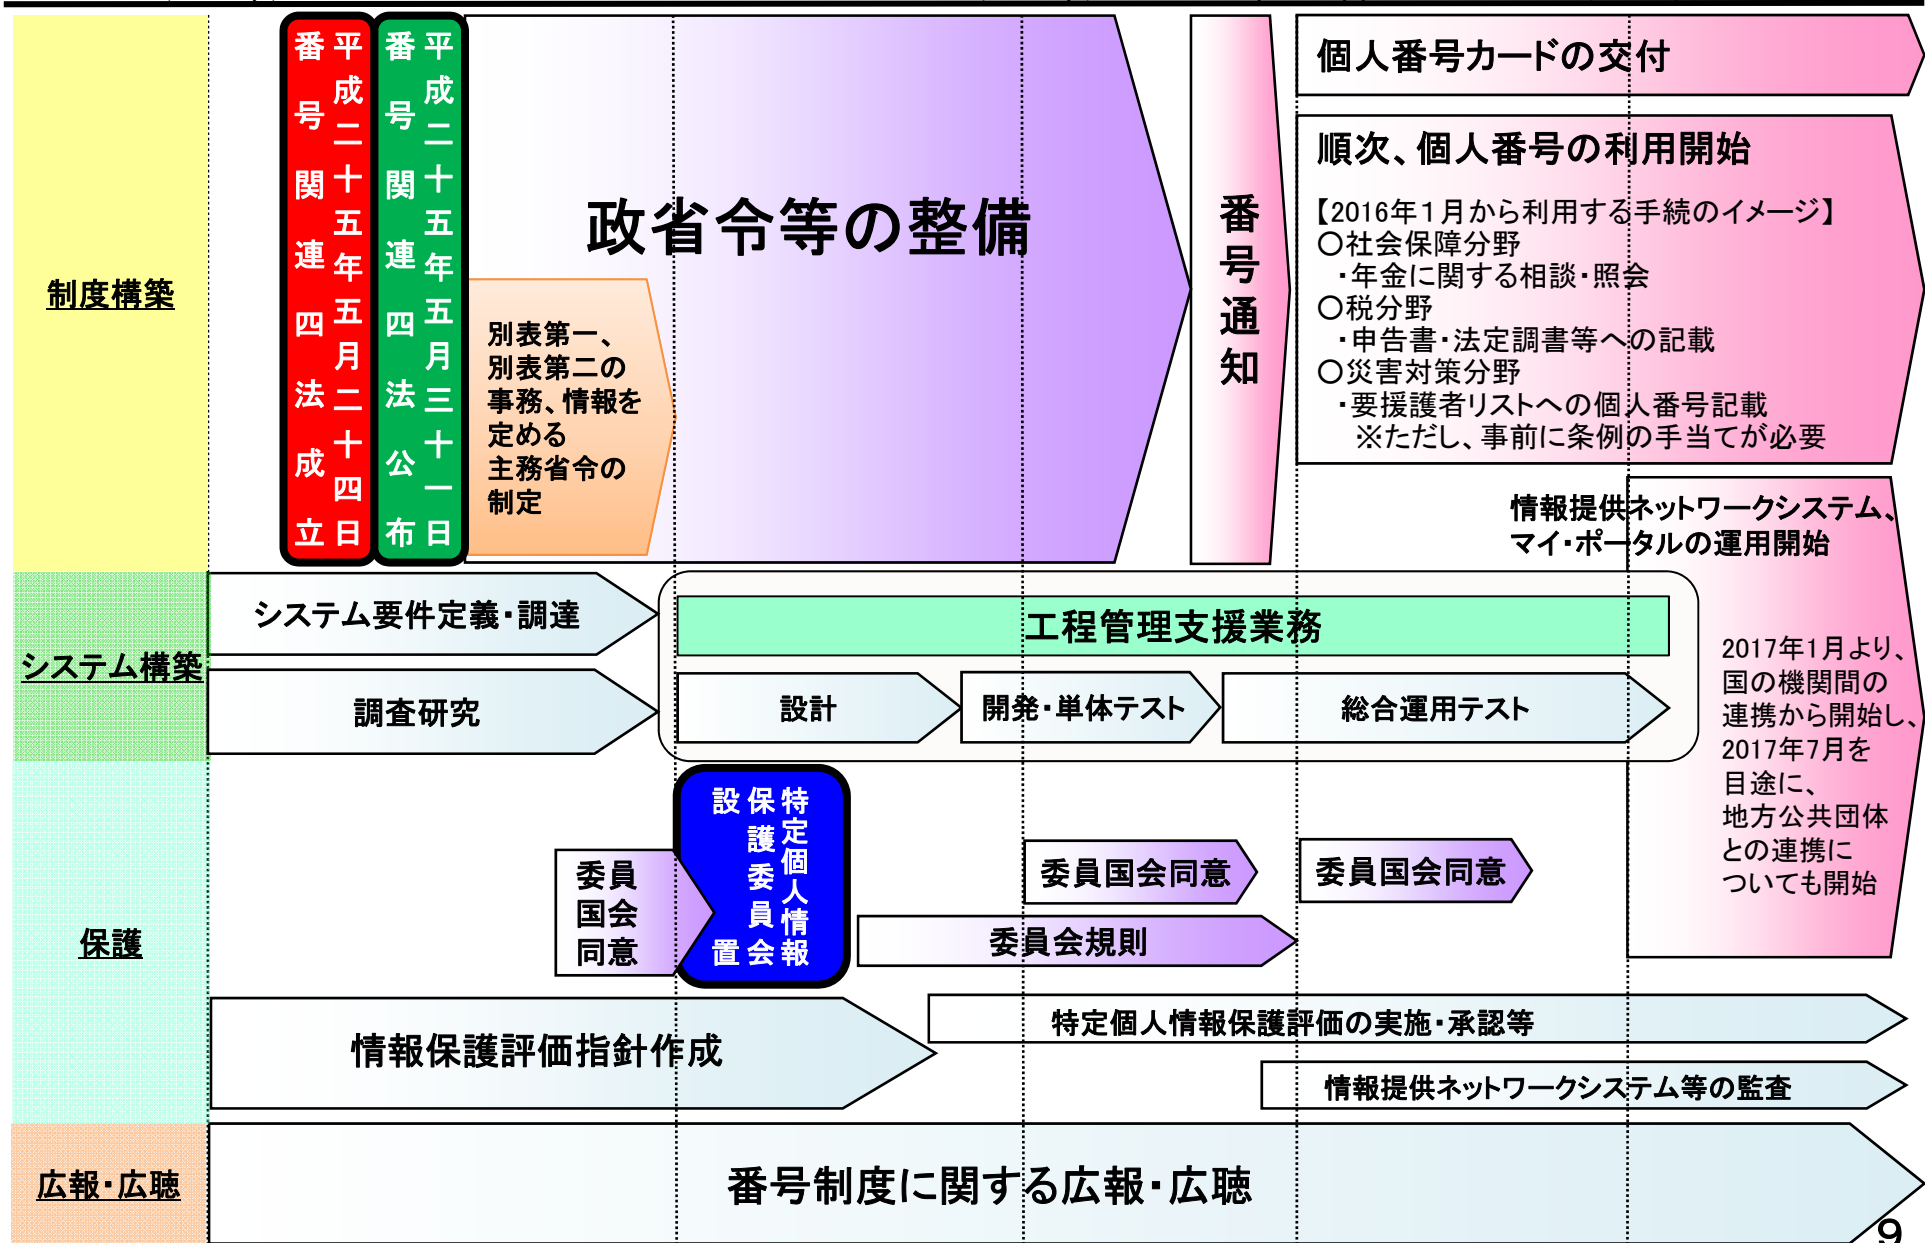 制度構築
番号関連四法成立
平成二十五年五月二十四日
番号関連四法公布
平成二十五年五月三十一日
政省令等の整備
別表第一、
別表第二の
事務、情報を
定める
主務省令の
制定
番号通知
個人番号カードの交付
順次、個人番号の利用開始
【2016年1月から利用する手続のイメージ】
○社会保障分野
・年金に関する相談・照会
○税分野
・申告書・法定調書等への記載
○災害対策分野
・要援護者リストへの個人番号記載
※ただし、事前に条例の手当てが必要
情報提供ネットワークシステム、
マイ・ポータルの運用開始
2017年1月より、
国の機関間の
連携から開始し、
2017年7月を
目途に、
地方公共団体
との連携に
ついても開始
システム構築
システム要件定義・調達
調査研究
工程管理支援業務
設計
開発・単体テスト
総合運用テスト
保護
委員
国会
同意
特定個人情報
保護委員会
設置
委員国会同意
委員国会同意
委員会規則
情報保護評価指針作成
特定個人情報保護評価の実施・承認等
情報提供ネットワークシステム等の監査
広報・広聴
番号制度に関する広報・広聴
9